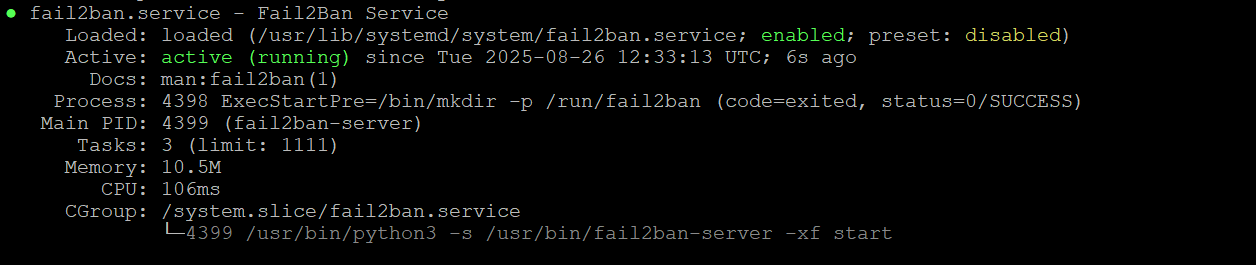 ● fail2ban.service - Fail2Ban Service
Loaded: loaded (/usr/lib/systemd/system/fail2ban.service; enabled; preset: disabled)
Active: active (running) since Tue 2025-08-26 12:33:13 UTC; 6s ago
Docs: man:fail2ban(1)
Process: 4398 ExecStartPre=/bin/mkdir -p /run/fail2ban (code=exited, status=0/SUCCESS)
Main PID: 4399 (fail2ban-server)
Tasks: 3 (limit: 1111)
Memory: 10.5M
CPU: 106ms
CGroup: /system.slice/fail2ban.service
└─4399 /usr/bin/python3 -s /usr/bin/fail2ban-server -xf start